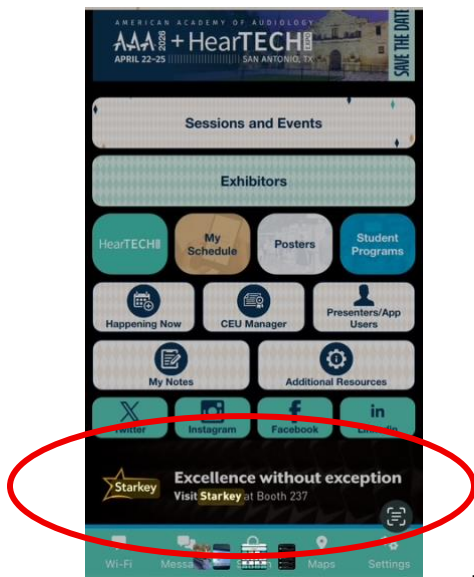 AMERICAN ACADEMY OF AUDIOLOGY
AAA 2026 + HearTECH EXPO
APRIL 22–25 SAN ANTONIO, TX
SAVE THE DATE
Sessions and Events
Exhibitors
HearTECH
My Schedule
Posters
Student Programs
Happening Now
CEU Manager
Presenters/App Users
My Notes
Additional Resources
Twitter
Instagram
Facebook
LinkedIn
Starkey
Excellence without exception
Visit Starkey at Booth 237
Wi-Fi
Maps
Settings